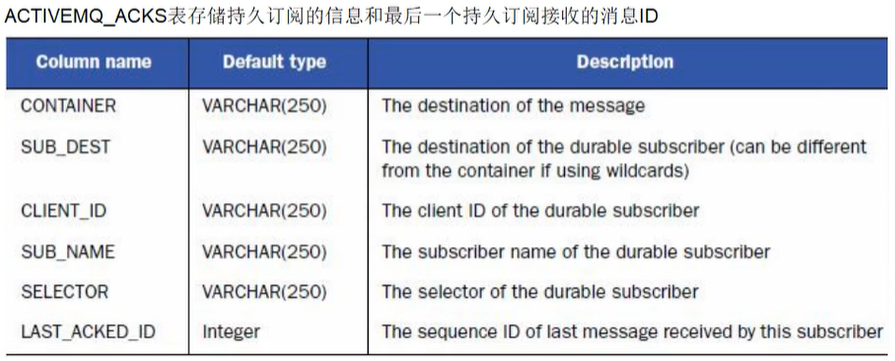 ACTIVEMQ_ACKS表存储持久订阅的信息和最后一个持久订阅接收的消息ID
Column name Default type Description
CONTAINER VARCHAR(250) The destination of the message
SUB_DEST VARCHAR(250) The destination of the durable subscriber (can be different
from the container if using wildcards)
CLIENT_ID VARCHAR(250) The client ID of the durable subscriber
SUB_NAME VARCHAR(250) The subscriber name of the durable subscriber
SELECTOR VARCHAR(250) The selector of the durable subscriber
LAST_ACKED_ID Integer The sequence ID of last message received by this subscriber